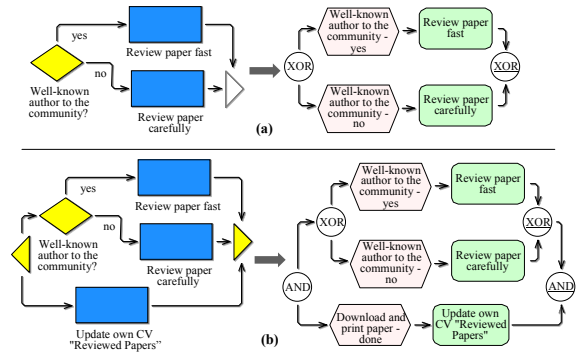 yes
Review paper fast
no
Well-known
author to the
community?
Review paper
carefully
XOR
Well-known
author to the
community -
yes
Review paper
fast
XOR
Well-known
author to the
community -
no
Review paper
carefully
(a)
yes
Review paper fast
no
Well-known
author to the
community?
Review paper
carefully
Update own CV
"Reviewed Papers"
XOR
Well-known
author to the
community -
yes
Review paper
fast
XOR
Well-known
author to the
community -
no
Review paper
carefully
AND
AND
Download and
print paper -
done
Update own
CV "Reviewed
Papers"
(b)